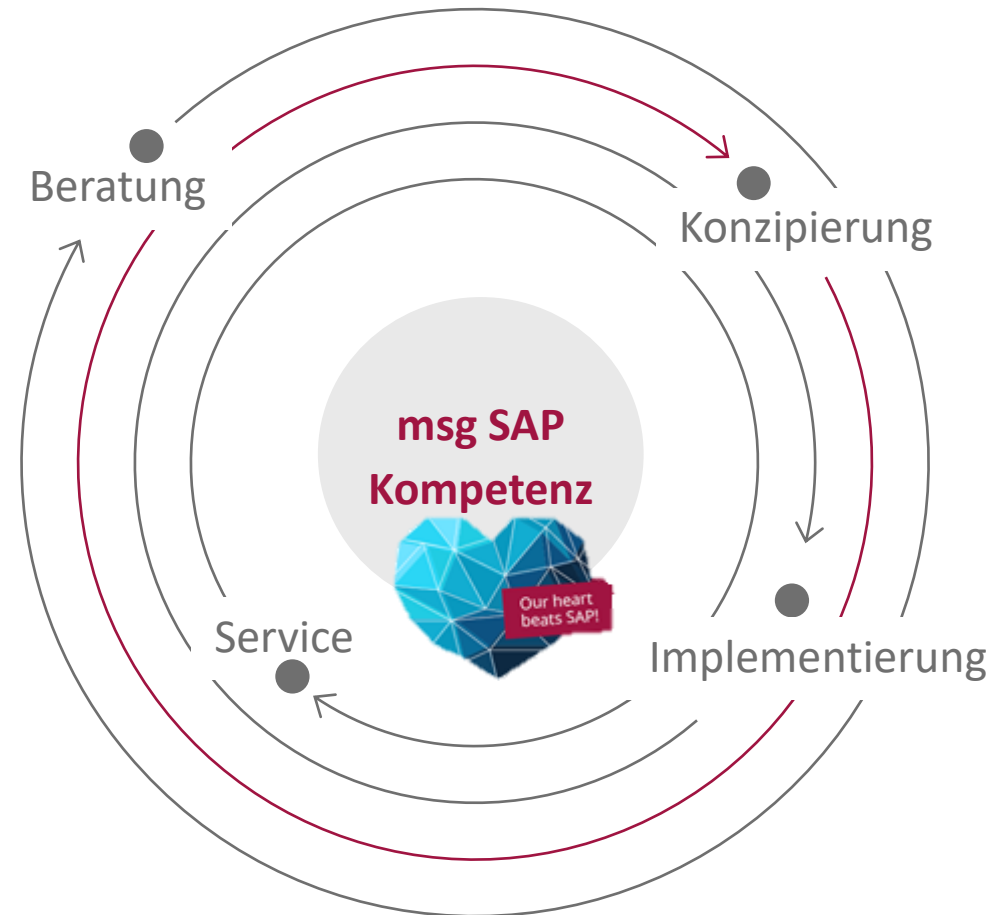 Beratung
Konzipierung
msg SAP
Kompetenz
Our heart
beats SAP!
Service
Implementierung